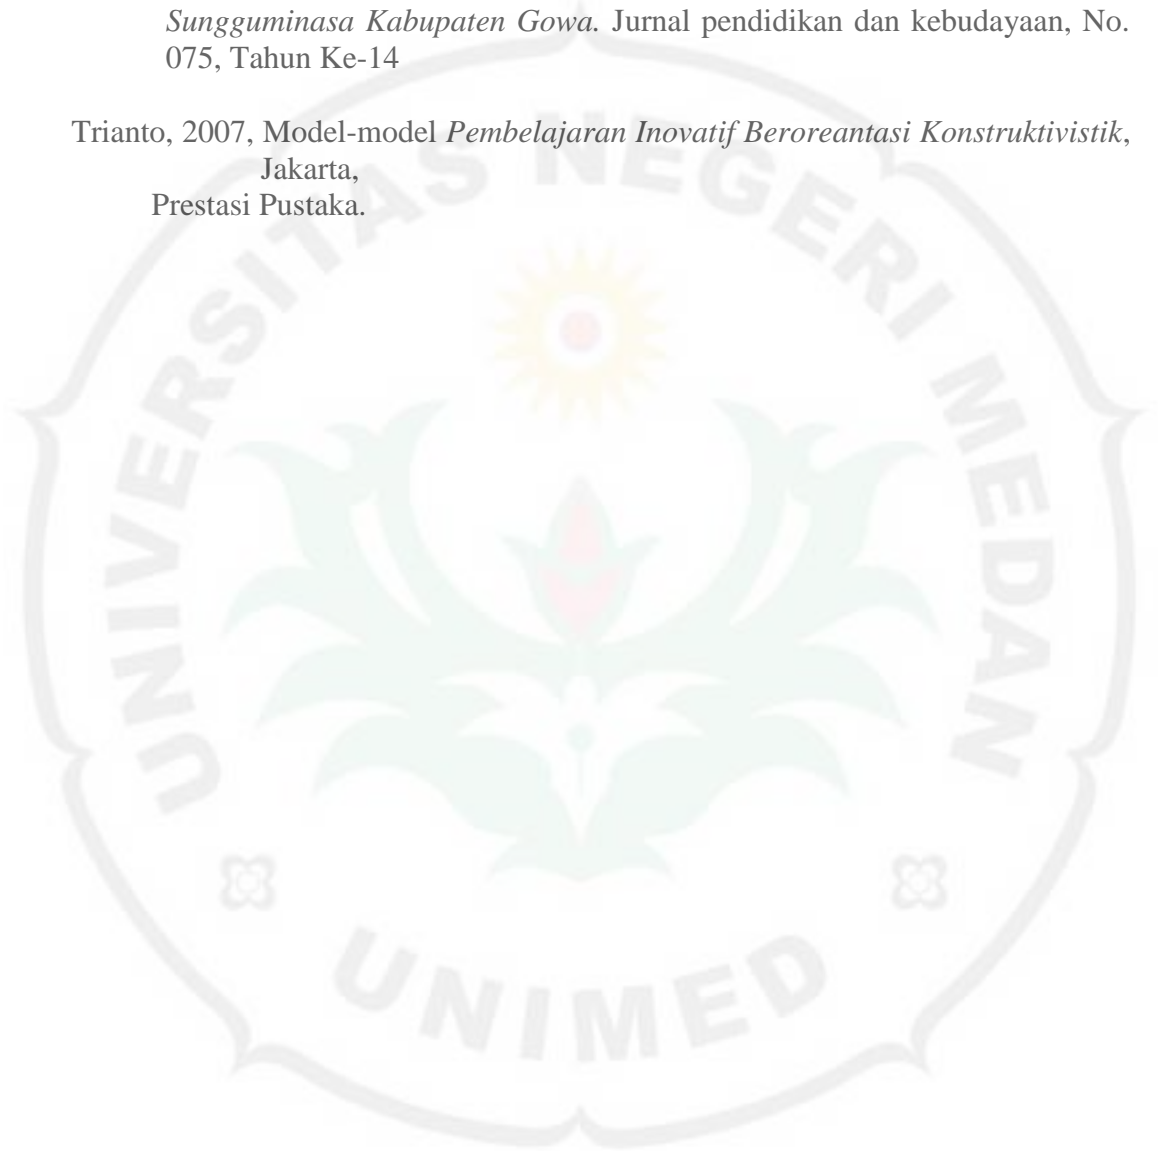 Sungguminasa Kabupaten Gowa. Jurnal pendidikan dan kebudayaan, No.
075, Tahun Ke-14
Trianto, 2007, Model-model Pembelajaran Inovatif Beroreantasi Konstruktivistik,
Jakarta,
Prestasi Pustaka.
UNIVERSITAS NEGERI MEDAN
UNIMED